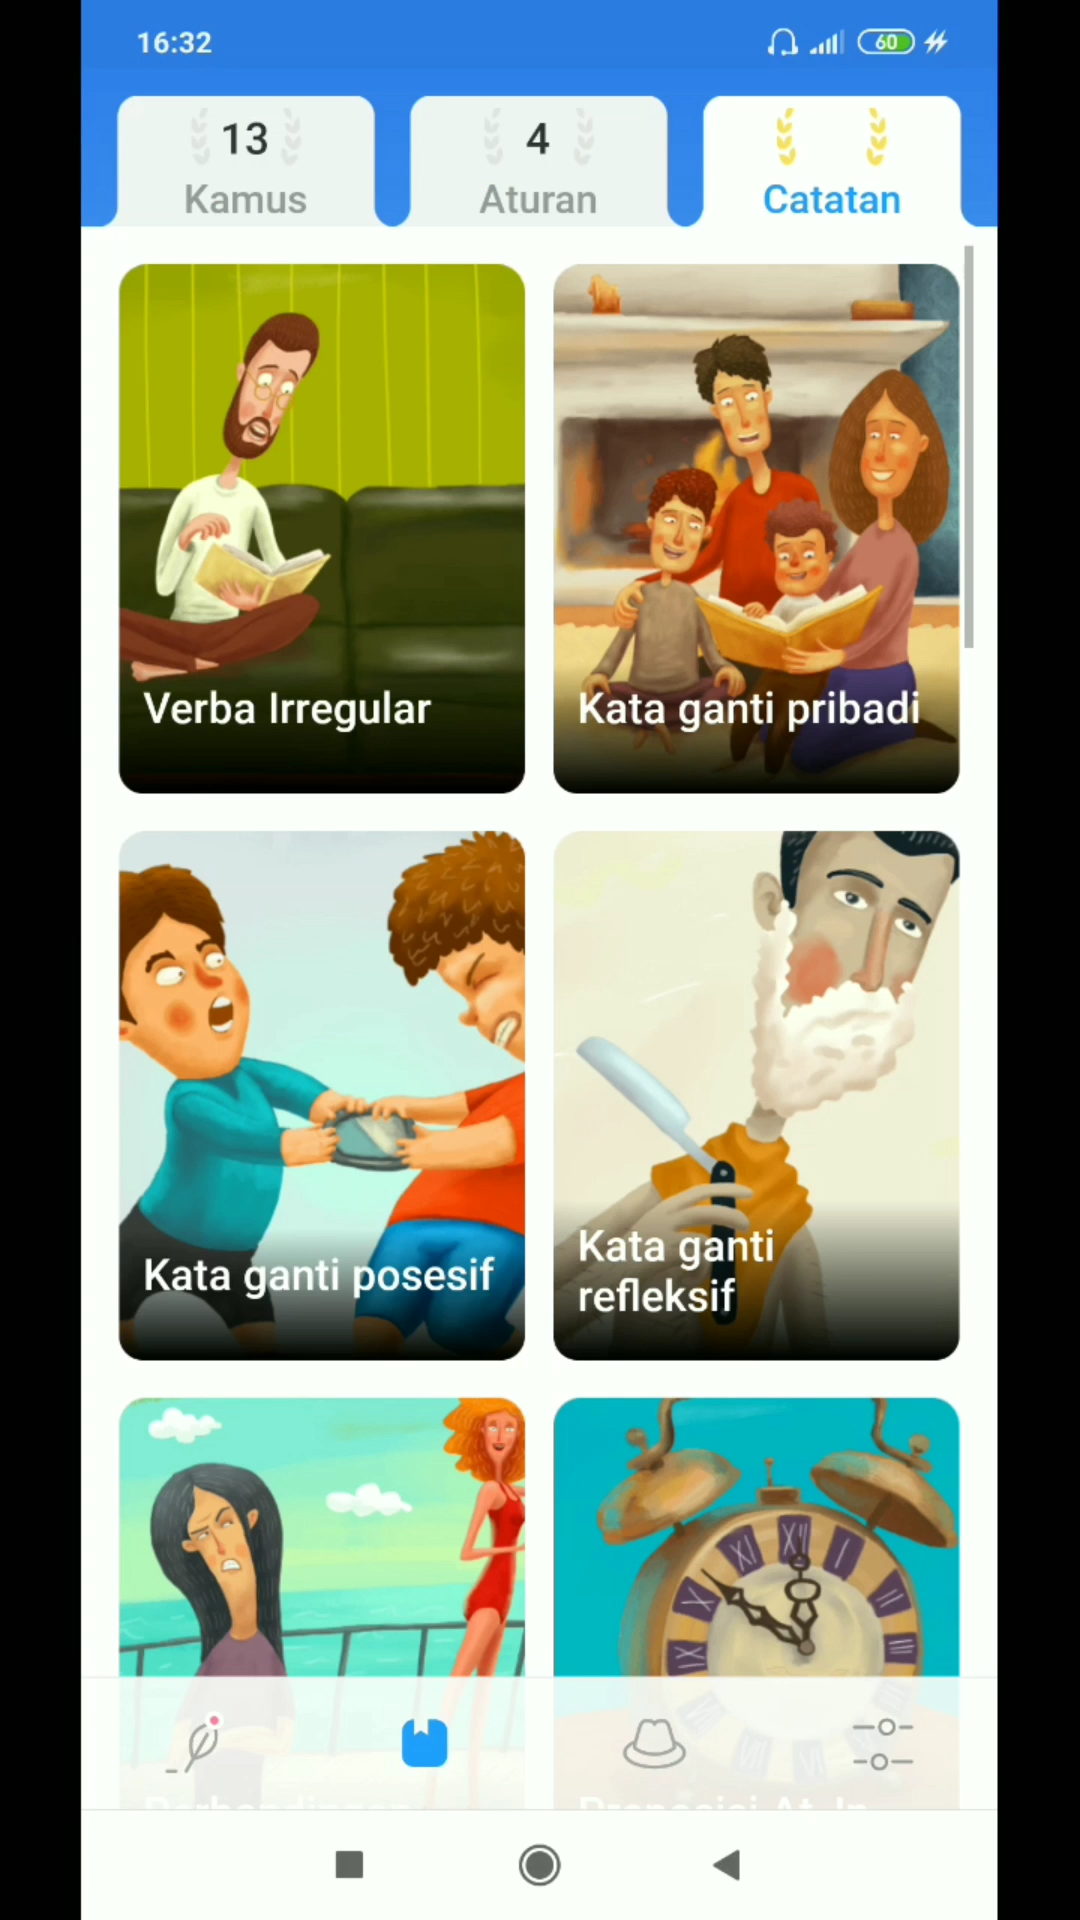 16:32
60
13
Kamus
4
Aturan
Catatan
Verba Irregular
Kata ganti pribadi
Kata ganti posesif
Kata ganti
refleksif